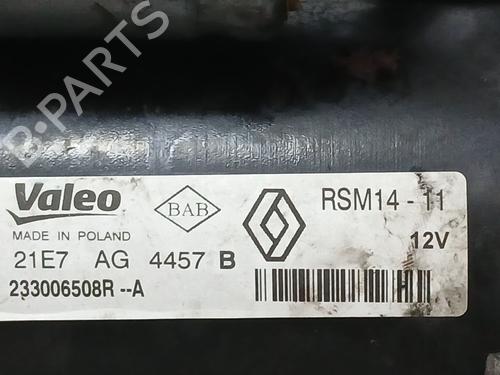 B-PARTS
Valeo
BAB
RSM14 - 11
MADE IN POLAND
12V
21E7 AG 4457 B
233006508R --A